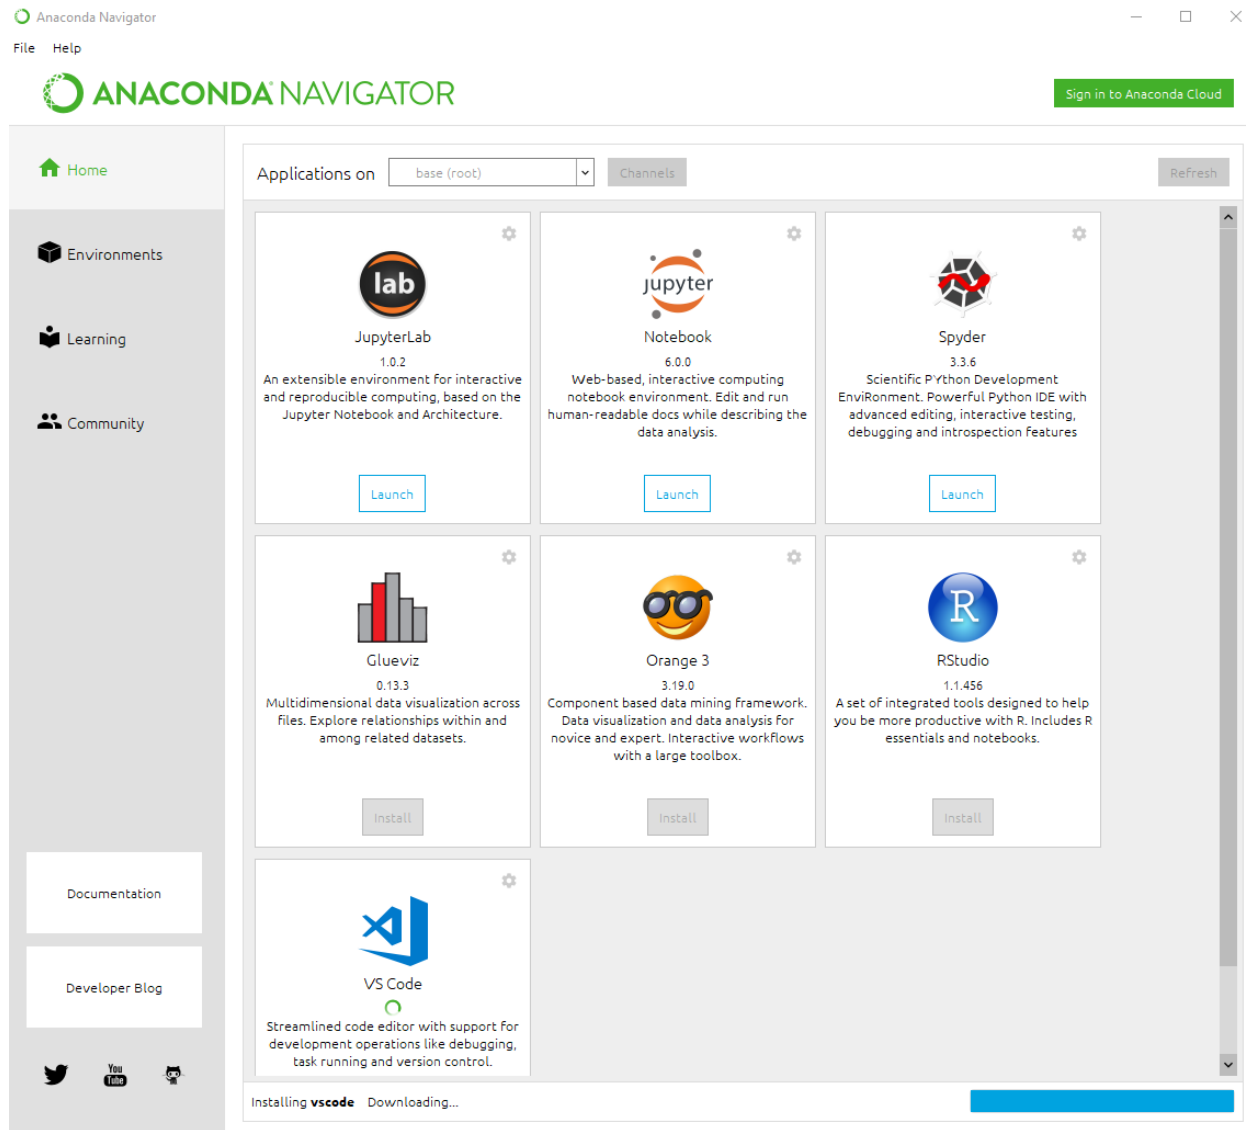 Anaconda Navigator
File Help
ANACONDA NAVIGATOR
Sign in to Anaconda Cloud
Home
Environments
Learning
Community
Documentation
Developer Blog
You
Tube
Applications on base (root) Channels Refresh
lab
JupyterLab
1.0.2
An extensible environment for interactive
and reproducible computing, based on the
Jupyter Notebook and Architecture.
Launch
jupyter
Notebook
6.0.0
Web-based, interactive computing
notebook environment. Edit and run
human-readable docs while describing the
data analysis.
Launch
Spyder
3.3.6
Scientific PYthon Development
EnviRonment. Powerful Python IDE with
advanced editing, interactive testing,
debugging and introspection features
Launch
Glueviz
0.13.3
Multidimensional data visualization across
files. Explore relationships within and
among related datasets.
Install
Orange 3
3.19.0
Component based data mining framework.
Data visualization and data analysis for
novice and expert. Interactive workflows
with a large toolbox.
Install
R
RStudio
1.1.456
A set of integrated tools designed to help
you be more productive with R. Includes R
essentials and notebooks.
Install
VS Code
Streamlined code editor with support for
development operations like debugging,
task running and version control.
Installing vscode Downloading...